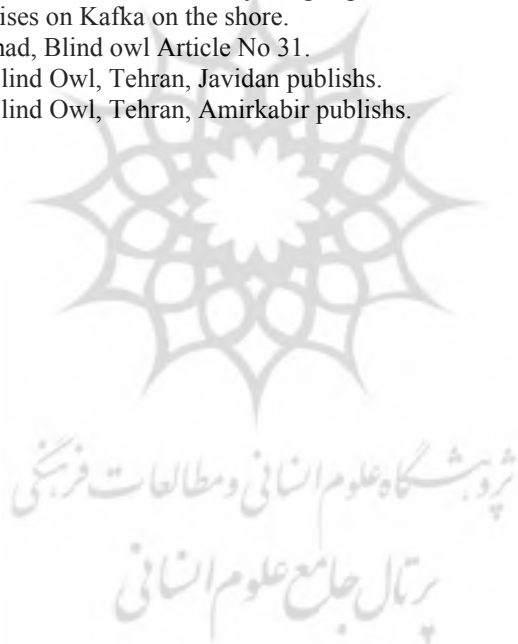 ises on Kafka on the shore.
nad, Blind owl Article No 31.
lind Owl, Tehran, Javidan publishs.
lind Owl, Tehran, Amirkabir publishs.
پژوهشگاه علوم انسانی و مطالعات فرهنگی
پرتال جامع علوم انسانی